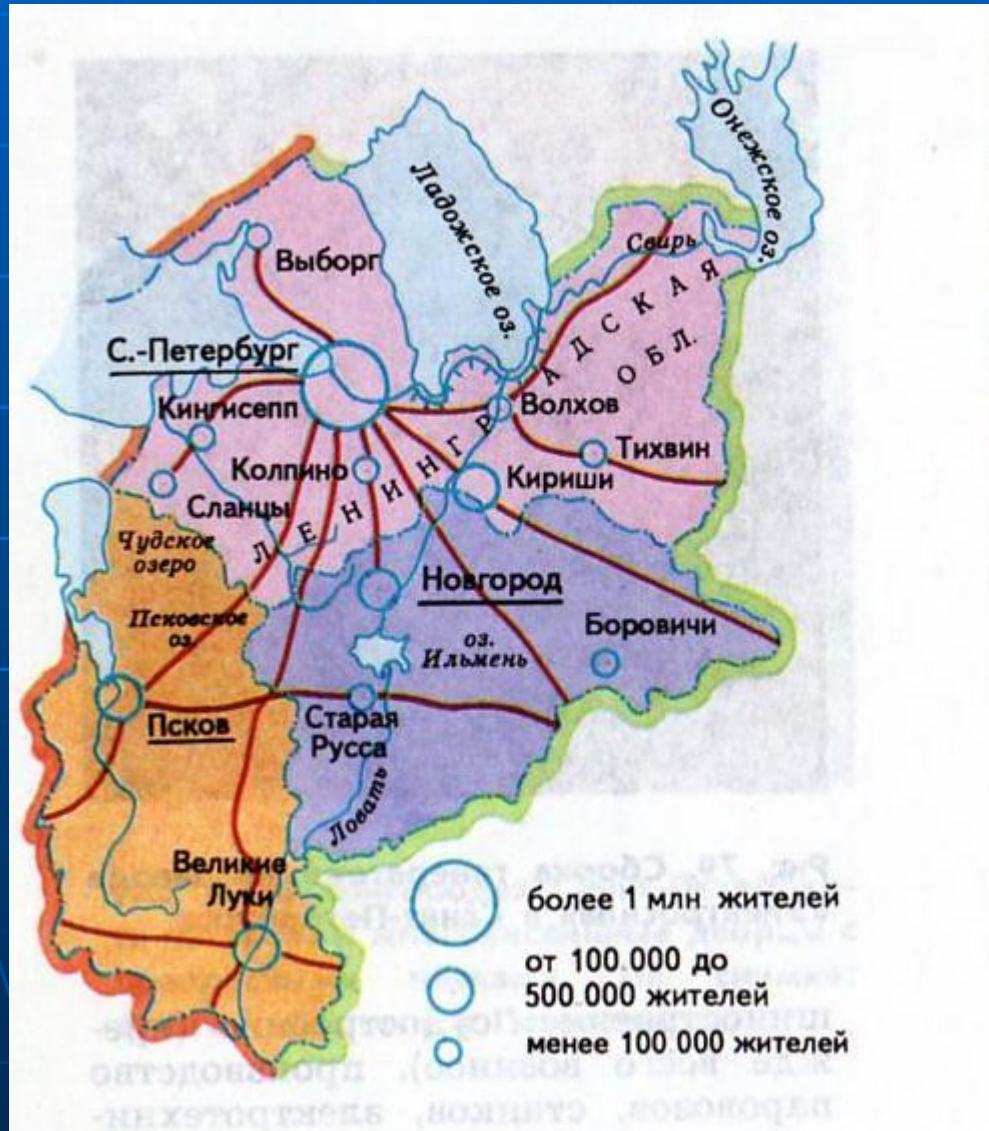 Онежское оз.
Ладожское оз.
Свирь
Выборг
ЛЕНИНГРАДСКАЯ
ОБЛ.
С.-Петербург
Кингисепп
Волхов
Тихвин
Колпино
Кириши
Сланцы
Чудское
озеро
Новгород
Псковское
оз.
оз.
Ильмень
Боровичи
Псков
Старая
Русса
Ловать
Великие
Луки
более 1 млн. жителей
от 100.000 до
500.000 жителей
менее 100 000 жителей